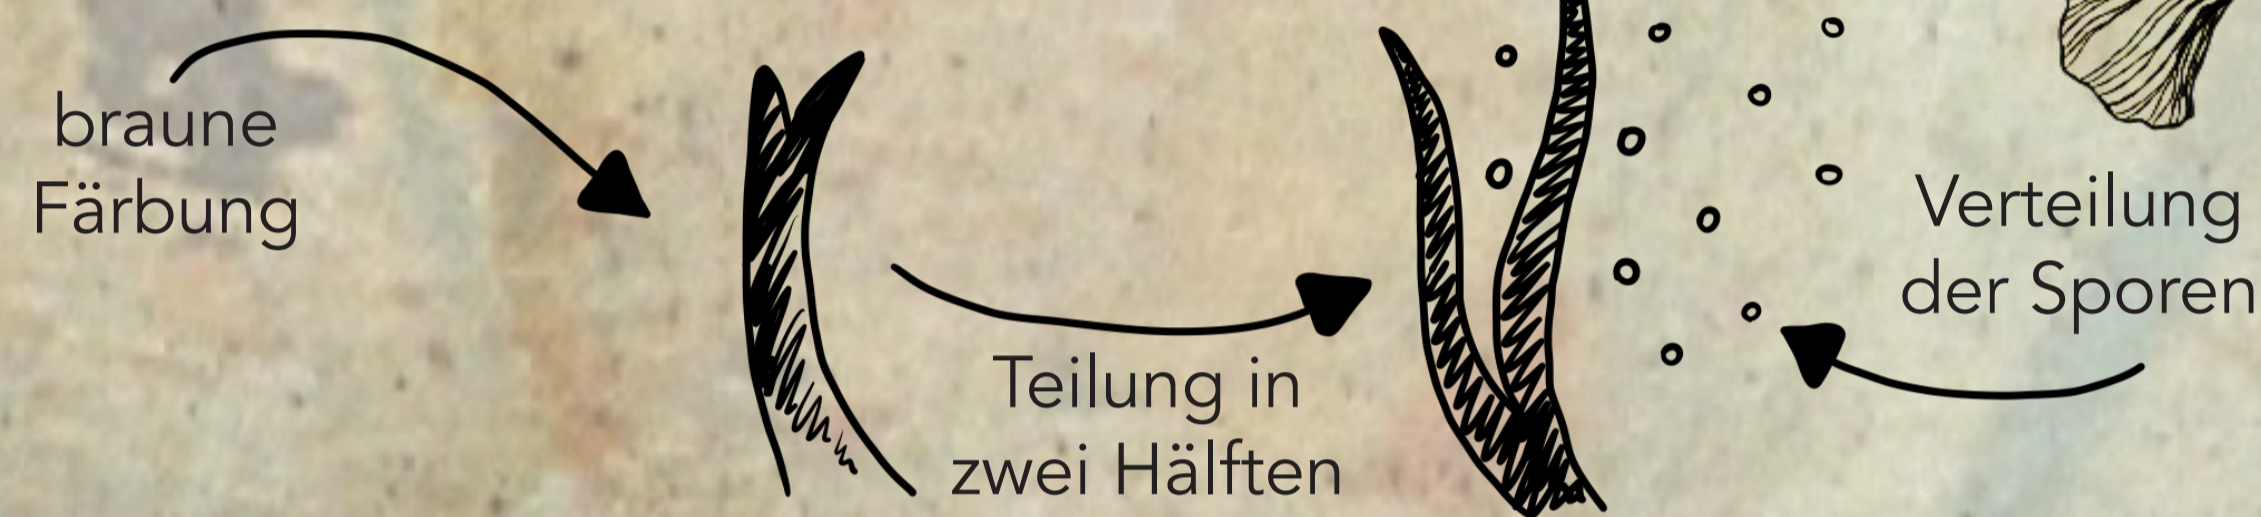 braune
Färbung
Teilung in
zwei Hälften
Verteilung
der Sporen